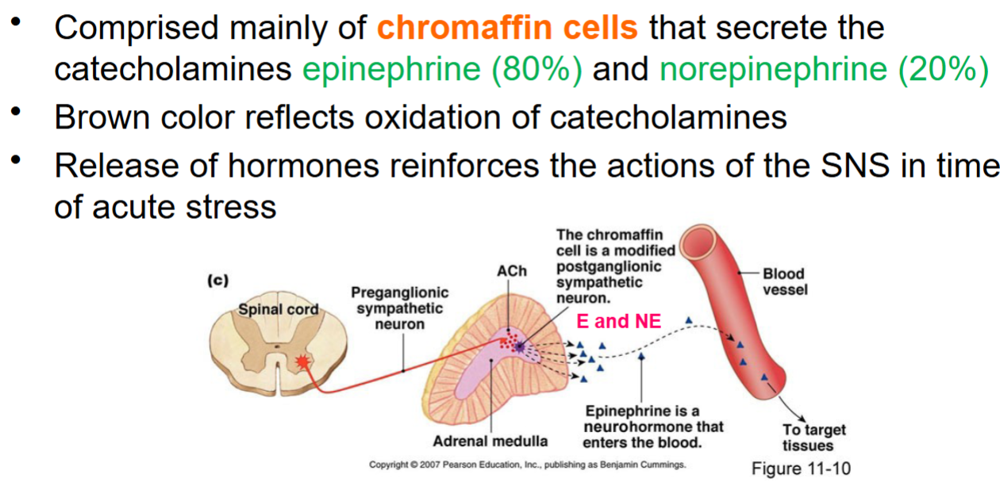 • Comprised mainly of chromaffin cells that secrete the
catecholamines epinephrine (80%) and norepinephrine (20%)
• Brown color reflects oxidation of catecholamines
• Release of hormones reinforces the actions of the SNS in time
of acute stress
(c)
Spinal cord
Preganglionic
sympathetic
neuron
ACh
The chromaffin
cell is a modified
postganglionic
sympathetic
neuron.
E and NE
Blood
vessel
Adrenal medulla
Epinephrine is a
neurohormone that
enters the blood.
To target
tissues
Copyright © 2007 Pearson Education, Inc., publishing as Benjamin Cummings.
Figure 11-10